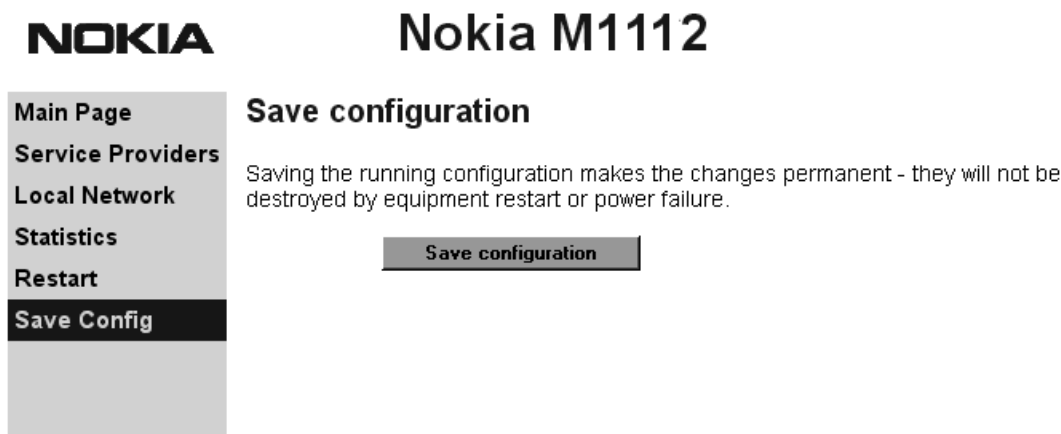 NOKIA
Nokia M1112
Main Page
Service Providers
Local Network
Statistics
Restart
Save Config
Save configuration
Saving the running configuration makes the changes permanent - they will not be
destroyed by equipment restart or power failure.
Save configuration